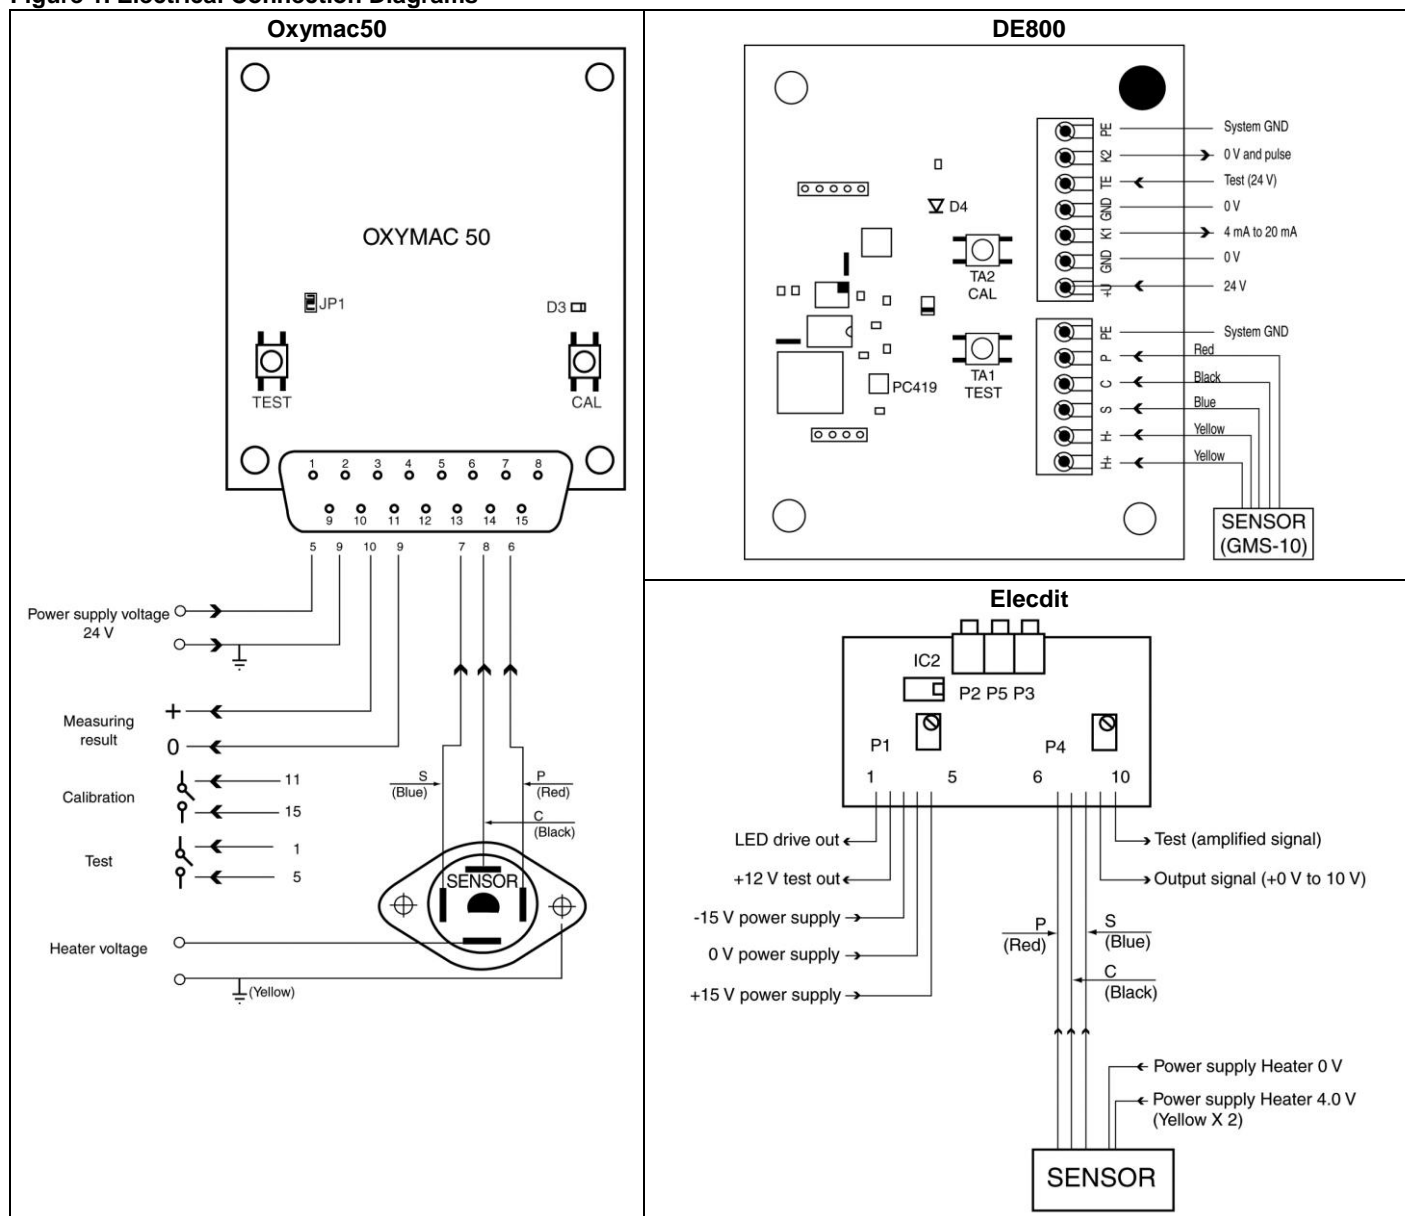 Oxymac50
OXYMAC 50
JP1
D3
TEST
CAL
1 2 3 4 5 6 7 8
9 10 11 12 13 14 15
5 9 10 9 7 8 6
Power supply voltage
24 V
Measuring
result
+
0
S
(Blue)
P
(Red)
C
(Black)
Calibration
11
15
Test
1
5
SENSOR
Heater voltage
(Yellow)
DE800
D4
TA2
CAL
TA1
TEST
PC419
PE System GND
K2 0 V and pulse
TE Test (24 V)
GND 0 V
K1 4 mA to 20 mA
GND 0 V
+U 24 V
PE System GND
P Red
C Black
S Blue
H- Yellow
H+ Yellow
SENSOR
(GMS-10)
Elecdit
IC2
P2 P5 P3
P1
P4
1 5 6 10
LED drive out
+12 V test out
-15 V power supply
0 V power supply
+15 V power supply
Test (amplified signal)
Output signal (+0 V to 10 V)
P
(Red)
S
(Blue)
C
(Black)
Power supply Heater 0 V
Power supply Heater 4.0 V
(Yellow X 2)
SENSOR